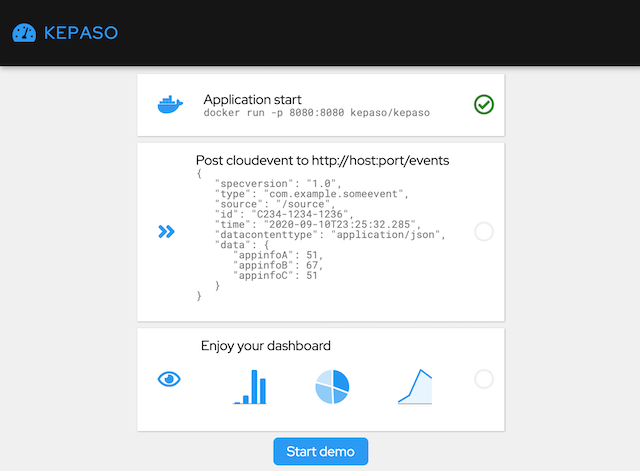 KEPASO
Application start
docker run -p 8080:8080 kepaso/kepaso
Post cloudevent to http://host:port/events
{
"specversion": "1.0",
"type": "com.example.someevent",
"source": "/source",
"id": "C234-1234-1236",
"time": "2020-09-10T23:25:32.285",
"datacontenttype": "application/json",
"data": {
"appinfoA": 51,
"appinfoB": 67,
"appinfoC": 51
}
}
Enjoy your dashboard
Start demo